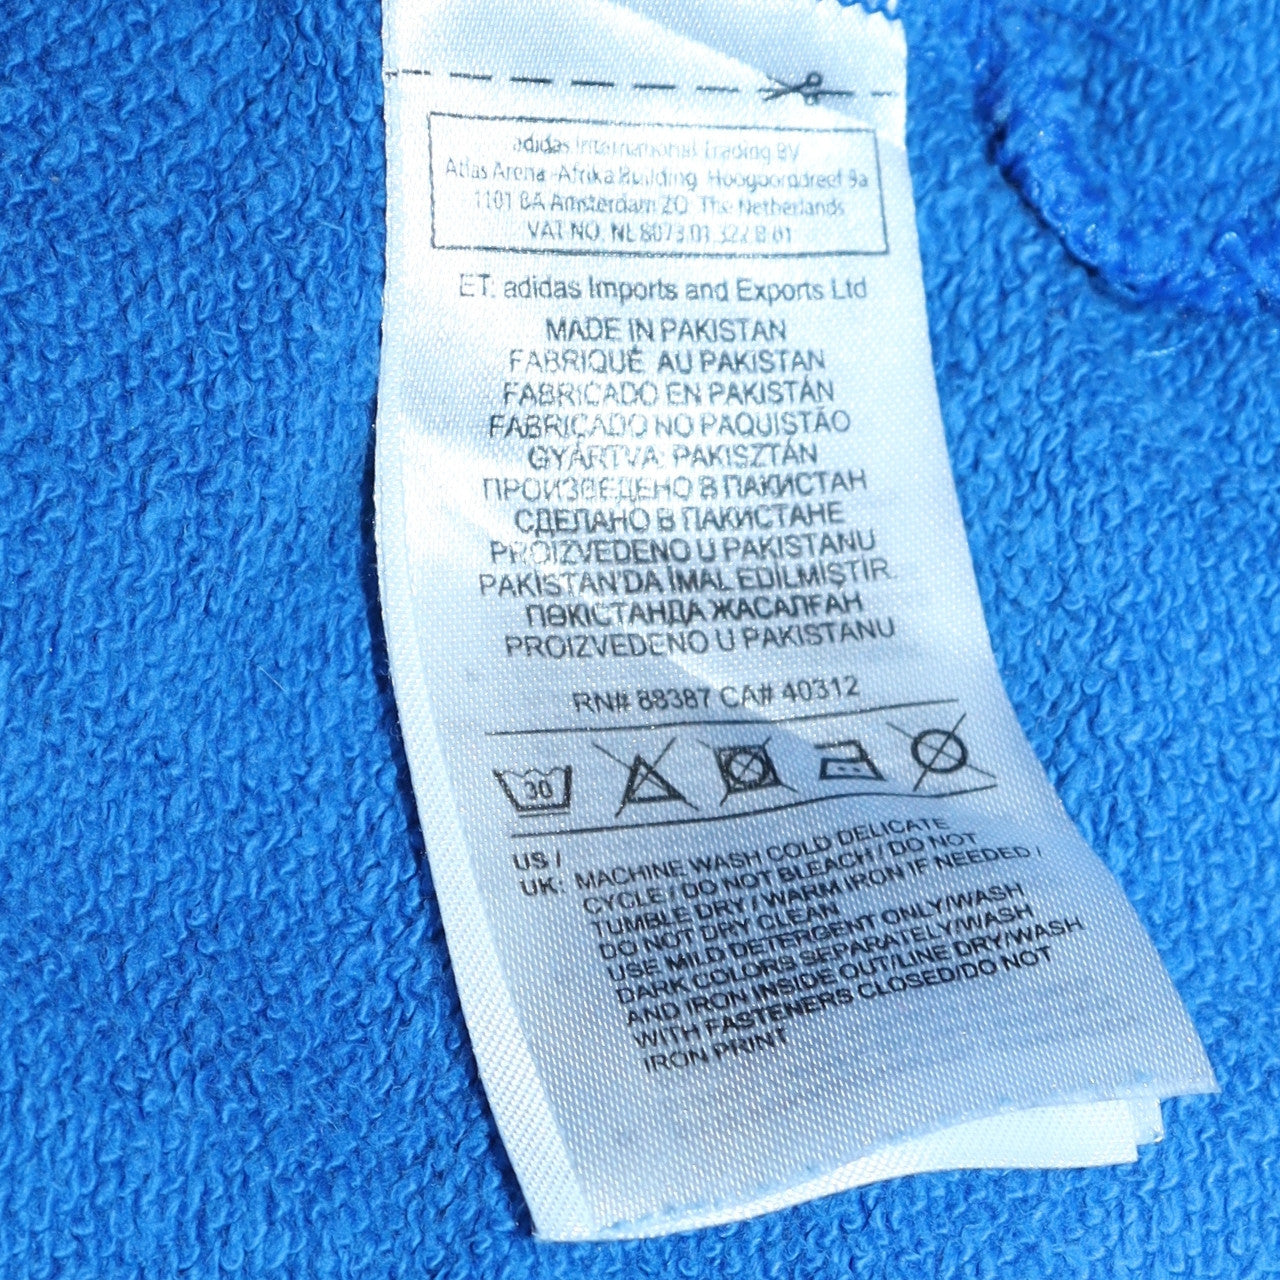 adidas International Trading BV
Atlas Arena -Afrika Building, Hoogoorddreef 9a
1101 BA Amsterdam ZO, The Netherlands
VAT NO. NL 8073.01.322.B.01
ET: adidas Imports and Exports Ltd
MADE IN PAKISTAN
FABRIQUÉ AU PAKISTAN
FABRICADO EN PAKISTÁN
FABRICADO NO PAQUISTÃO
GYÁRTVA: PAKISZTÁN
ПРОИЗВЕДЕНО В ПАКИСТАН
СДЕЛАНО В ПАКИСТАНЕ
PROIZVEDENO U PAKISTANU
PAKİSTAN'DA İMAL EDİLMİŞTİR.
ПӘКІСТАНДА ЖАСАЛҒАН
PROIZVEDENO U PAKISTANU
RN# 88387 CA# 40312
30
US /
UK: MACHINE WASH COLD DELICATE
CYCLE / DO NOT BLEACH / DO NOT
TUMBLE DRY / WARM IRON IF NEEDED /
DO NOT DRY CLEAN
USE MILD DETERGENT ONLY/WASH
DARK COLORS SEPARATELY/WASH
AND IRON INSIDE OUT/LINE DRY/WASH
WITH FASTENERS CLOSED/DO NOT
IRON PRINT